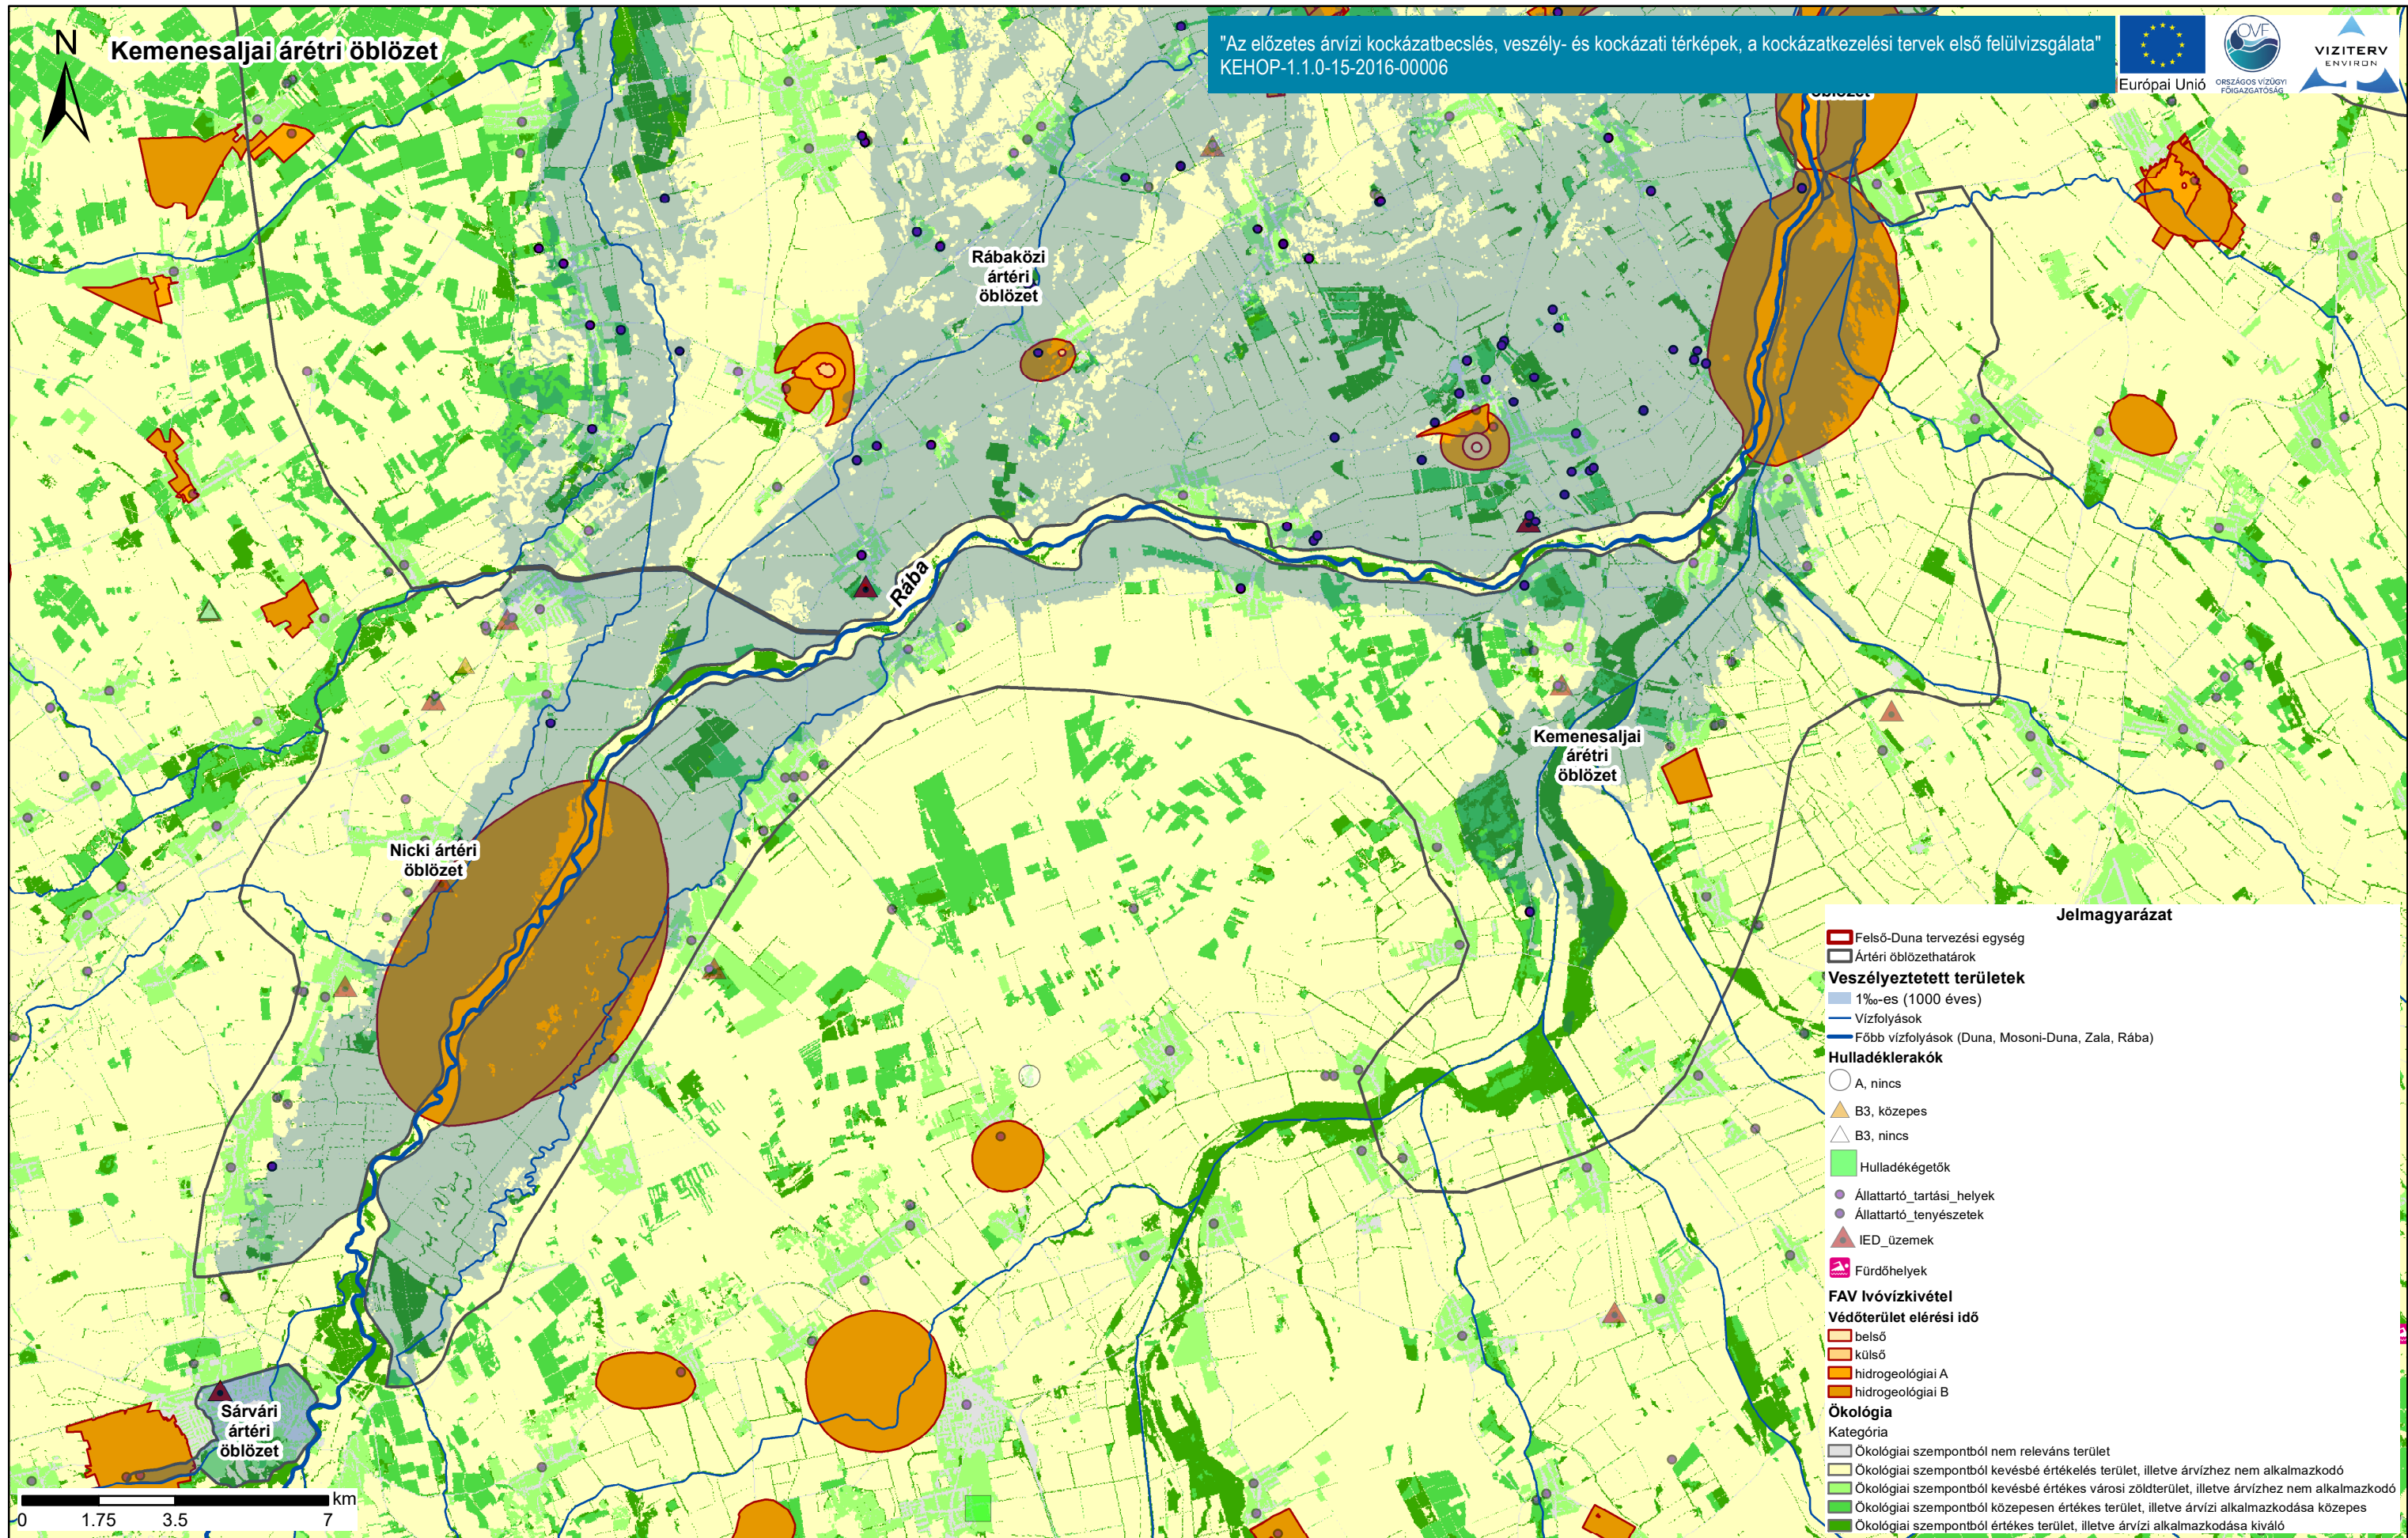 N
Kemenesaljai árétri öblözet
"Az előzetes árvízi kockázatbecslés, veszély- és kockázati térképek, a kockázatkezelési tervek első felülvizsgálata"
KEHOP-1.1.0-15-2016-00006
Európai Unió
OVF
ORSZÁGOS VÍZÜGYI
FŐIGAZGATÓSÁG
VIZITERV
ENVIRON
öblözet
Rábaközi
ártéri
öblözet
Rába
Kemenesaljai
árétri
öblözet
Nicki ártéri
öblözet
Sárvári
ártéri
öblözet
km
0 1.75 3.5 7
Jelmagyarázat
Felső-Duna tervezési egység
Ártéri öblözethatárok
Veszélyeztetett területek
1‰-es (1000 éves)
Vízfolyások
Főbb vízfolyások (Duna, Mosoni-Duna, Zala, Rába)
Hulladéklerakók
A, nincs
B3, közepes
B3, nincs
Hulladékégetők
Állattartó_tartási_helyek
Állattartó_tenyészetek
IED_üzemek
Fürdőhelyek
FAV Ivóvízkivétel
Védőterület elérési idő
belső
külső
hidrogeológiai A
hidrogeológiai B
Ökológia
Kategória
Ökológiai szempontból nem releváns terület
Ökológiai szempontból kevésbé értékelés terület, illetve árvízhez nem alkalmazkodó
Ökológiai szempontból kevésbé értékes városi zöldterület, illetve árvízhez nem alkalmazkodó
Ökológiai szempontból közepesen értékes terület, illetve árvízi alkalmazkodása közepes
Ökológiai szempontból értékes terület, illetve árvízi alkalmazkodása kiváló